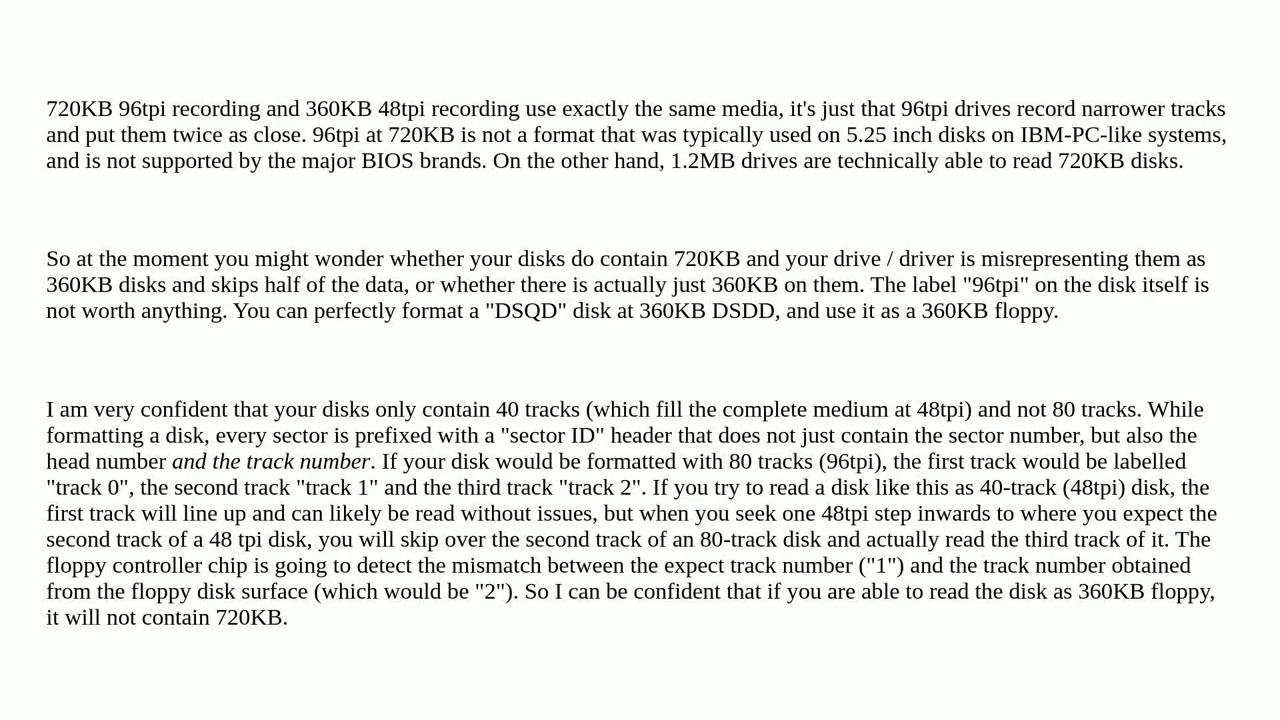 720KB 96tpi recording and 360KB 48tpi recording use exactly the same media, it's just that 96tpi drives record narrower tracks
and put them twice as close. 96tpi at 720KB is not a format that was typically used on 5.25 inch disks on IBM-PC-like systems,
and is not supported by the major BIOS brands. On the other hand, 1.2MB drives are technically able to read 720KB disks.
So at the moment you might wonder whether your disks do contain 720KB and your drive / driver is misrepresenting them as
360KB disks and skips half of the data, or whether there is actually just 360KB on them. The label "96tpi" on the disk itself is
not worth anything. You can perfectly format a "DSQD" disk at 360KB DSDD, and use it as a 360KB floppy.
I am very confident that your disks only contain 40 tracks (which fill the complete medium at 48tpi) and not 80 tracks. While
formatting a disk, every sector is prefixed with a "sector ID" header that does not just contain the sector number, but also the
head number and the track number. If your disk would be formatted with 80 tracks (96tpi), the first track would be labelled
"track 0", the second track "track 1" and the third track "track 2". If you try to read a disk like this as 40-track (48tpi) disk, the
first track will line up and can likely be read without issues, but when you seek one 48tpi step inwards to where you expect the
second track of a 48 tpi disk, you will skip over the second track of an 80-track disk and actually read the third track of it. The
floppy controller chip is going to detect the mismatch between the expect track number ("1") and the track number obtained
from the floppy disk surface (which would be "2"). So I can be confident that if you are able to read the disk as 360KB floppy,
it will not contain 720KB.